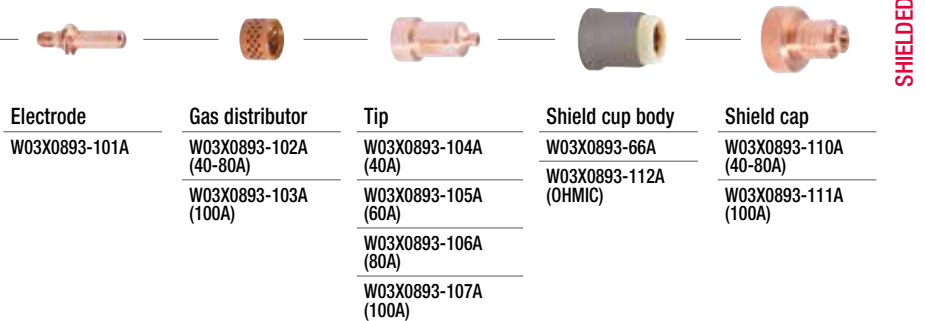 SHIELDED
Electrode
W03X0893-101A
Gas distributor
W03X0893-102A
(40-80A)
W03X0893-103A
(100A)
Tip
W03X0893-104A
(40A)
W03X0893-105A
(60A)
W03X0893-106A
(80A)
W03X0893-107A
(100A)
Shield cup body
W03X0893-66A
W03X0893-112A
(OHMIC)
Shield cap
W03X0893-110A
(40-80A)
W03X0893-111A
(100A)